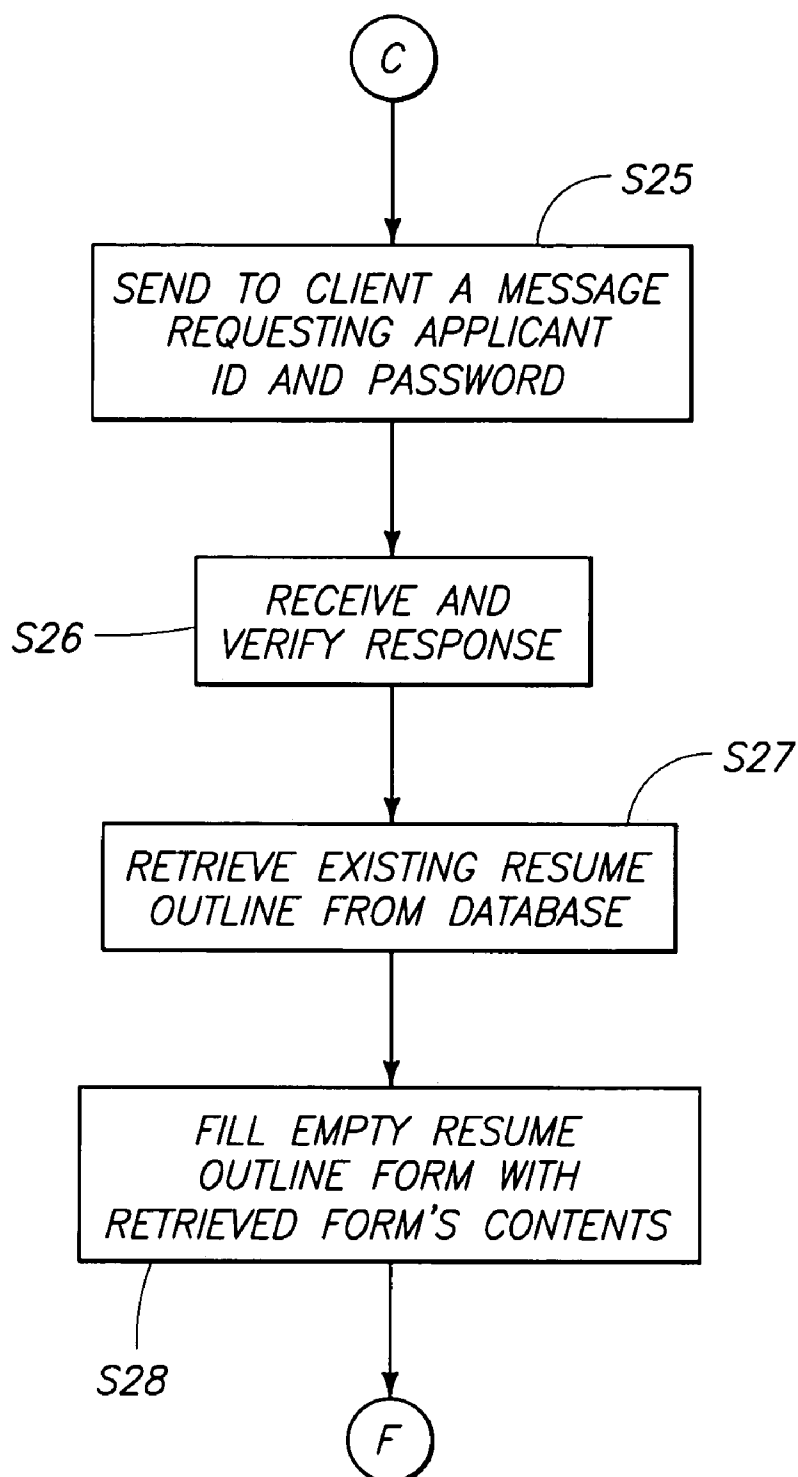 C
S25
SEND TO CLIENT A MESSAGE
REQUESTING APPLICANT
ID AND PASSWORD
S26
RECEIVE AND
VERIFY RESPONSE
S27
RETRIEVE EXISTING RESUME
OUTLINE FROM DATABASE
FILL EMPTY RESUME
OUTLINE FORM WITH
RETRIEVED FORM'S CONTENTS
S28
F